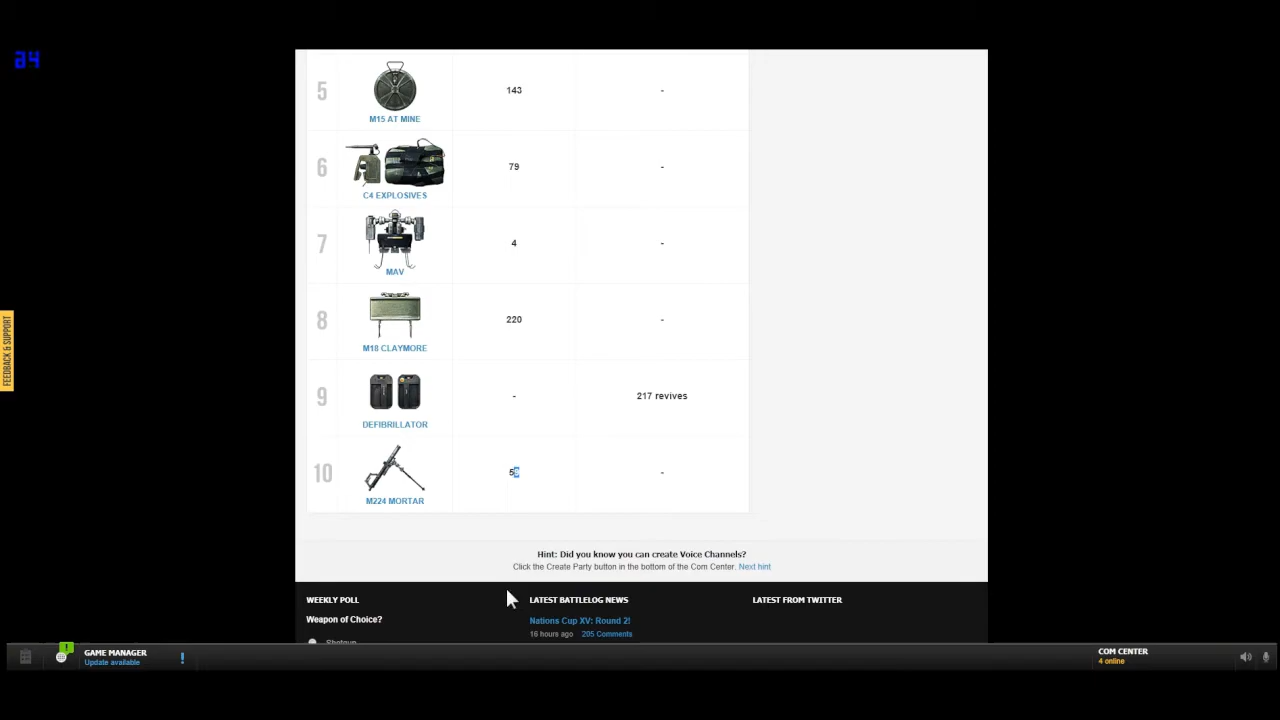 a4
5
143
-
M15 AT MINE
6
79
-
C4 EXPLOSIVES
7
4
-
MAV
8
220
-
M18 CLAYMORE
9
-
217 revives
DEFIBRILLATOR
10
-
M224 MORTAR
FEEDBACK & SUPPORT
Hint: Did you know you can create Voice Channels?
Click the Create Party button in the bottom of the Com Center. Next hint
WEEKLY POLL
LATEST BATTLELOG NEWS
LATEST FROM TWITTER
Weapon of Choice?
Nations Cup XV: Round 2!
16 hours ago 205 Comments
Shotgun
GAME MANAGER
Update available
!
COM CENTER
4 online